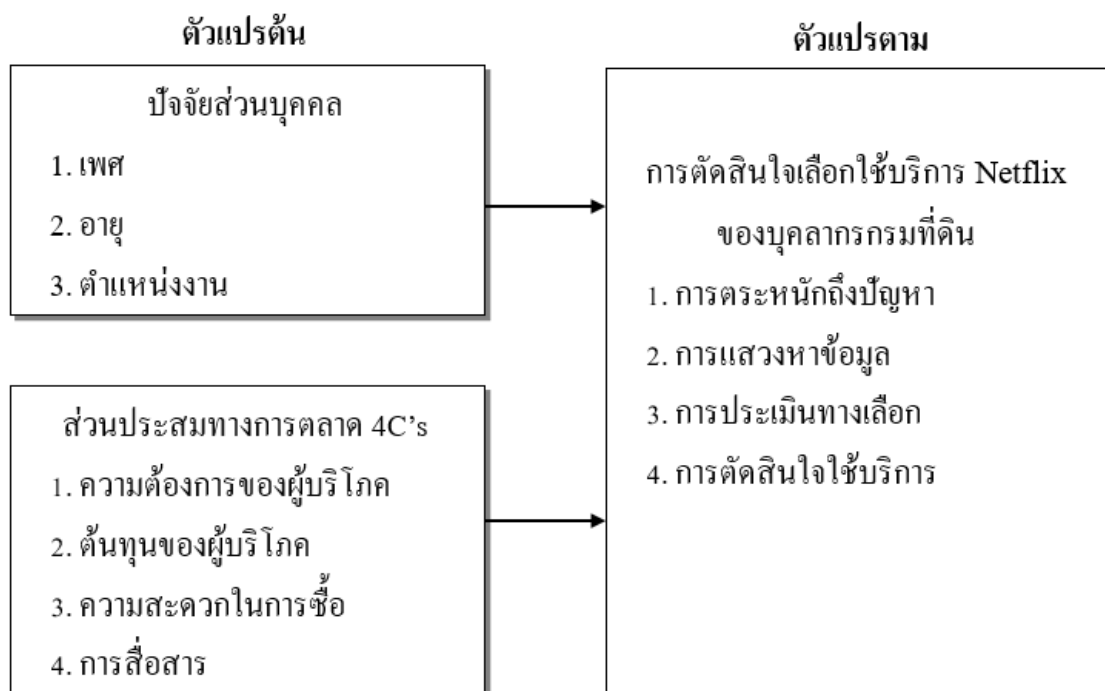 ตัวแปรต้น
ปัจจัยส่วนบุคคล
1. เพศ
2. อายุ
3. ตำแหน่งงาน
ส่วนประสมทางการตลาด 4C’s
1. ความต้องการของผู้บริโภค
2. ต้นทุนของผู้บริโภค
3. ความสะดวกในการซื้อ
4. การสื่อสาร
ตัวแปรตาม
การตัดสินใจเลือกใช้บริการ Netflix
ของบุคลากรกรมที่ดิน
1. การตระหนักถึงปัญหา
2. การแสวงหาข้อมูล
3. การประเมินทางเลือก
4. การตัดสินใจใช้บริการ